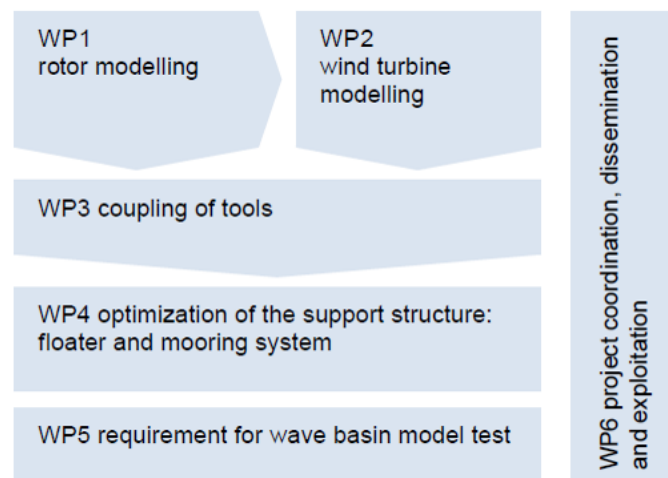 WP1
rotor modelling
WP2
wind turbine
modelling
WP3 coupling of tools
WP4 optimization of the support structure:
floater and mooring system
WP5 requirement for wave basin model test
WP6 project coordination, dissemination
and exploitation